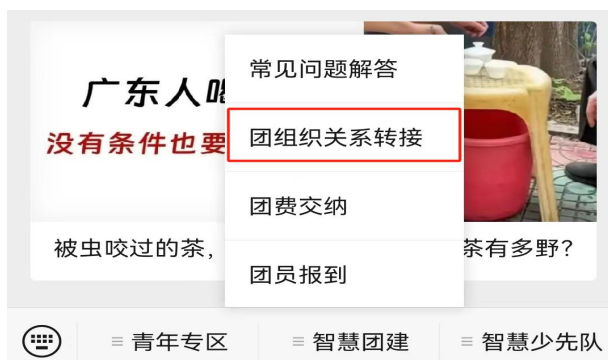 广东人喝
没有条件也要
常见问题解答
团组织关系转接
团费交纳
团员报到
被虫咬过的茶,
茶有多野?
青年专区
智慧团建
智慧少先队